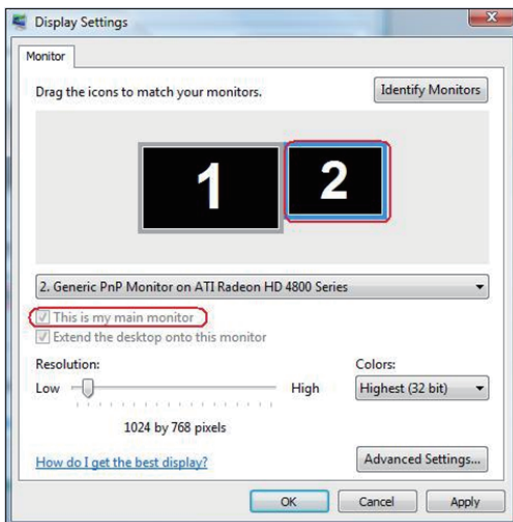 Display Settings
Monitor
Drag the icons to match your monitors.
Identify Monitors
1
2
2. Generic PnP Monitor on ATI Radeon HD 4800 Series
This is my main monitor
Extend the desktop onto this monitor
Resolution:
Colors:
Low
High
Highest (32 bit)
1024 by 768 pixels
How do I get the best display?
Advanced Settings...
OK
Cancel
Apply